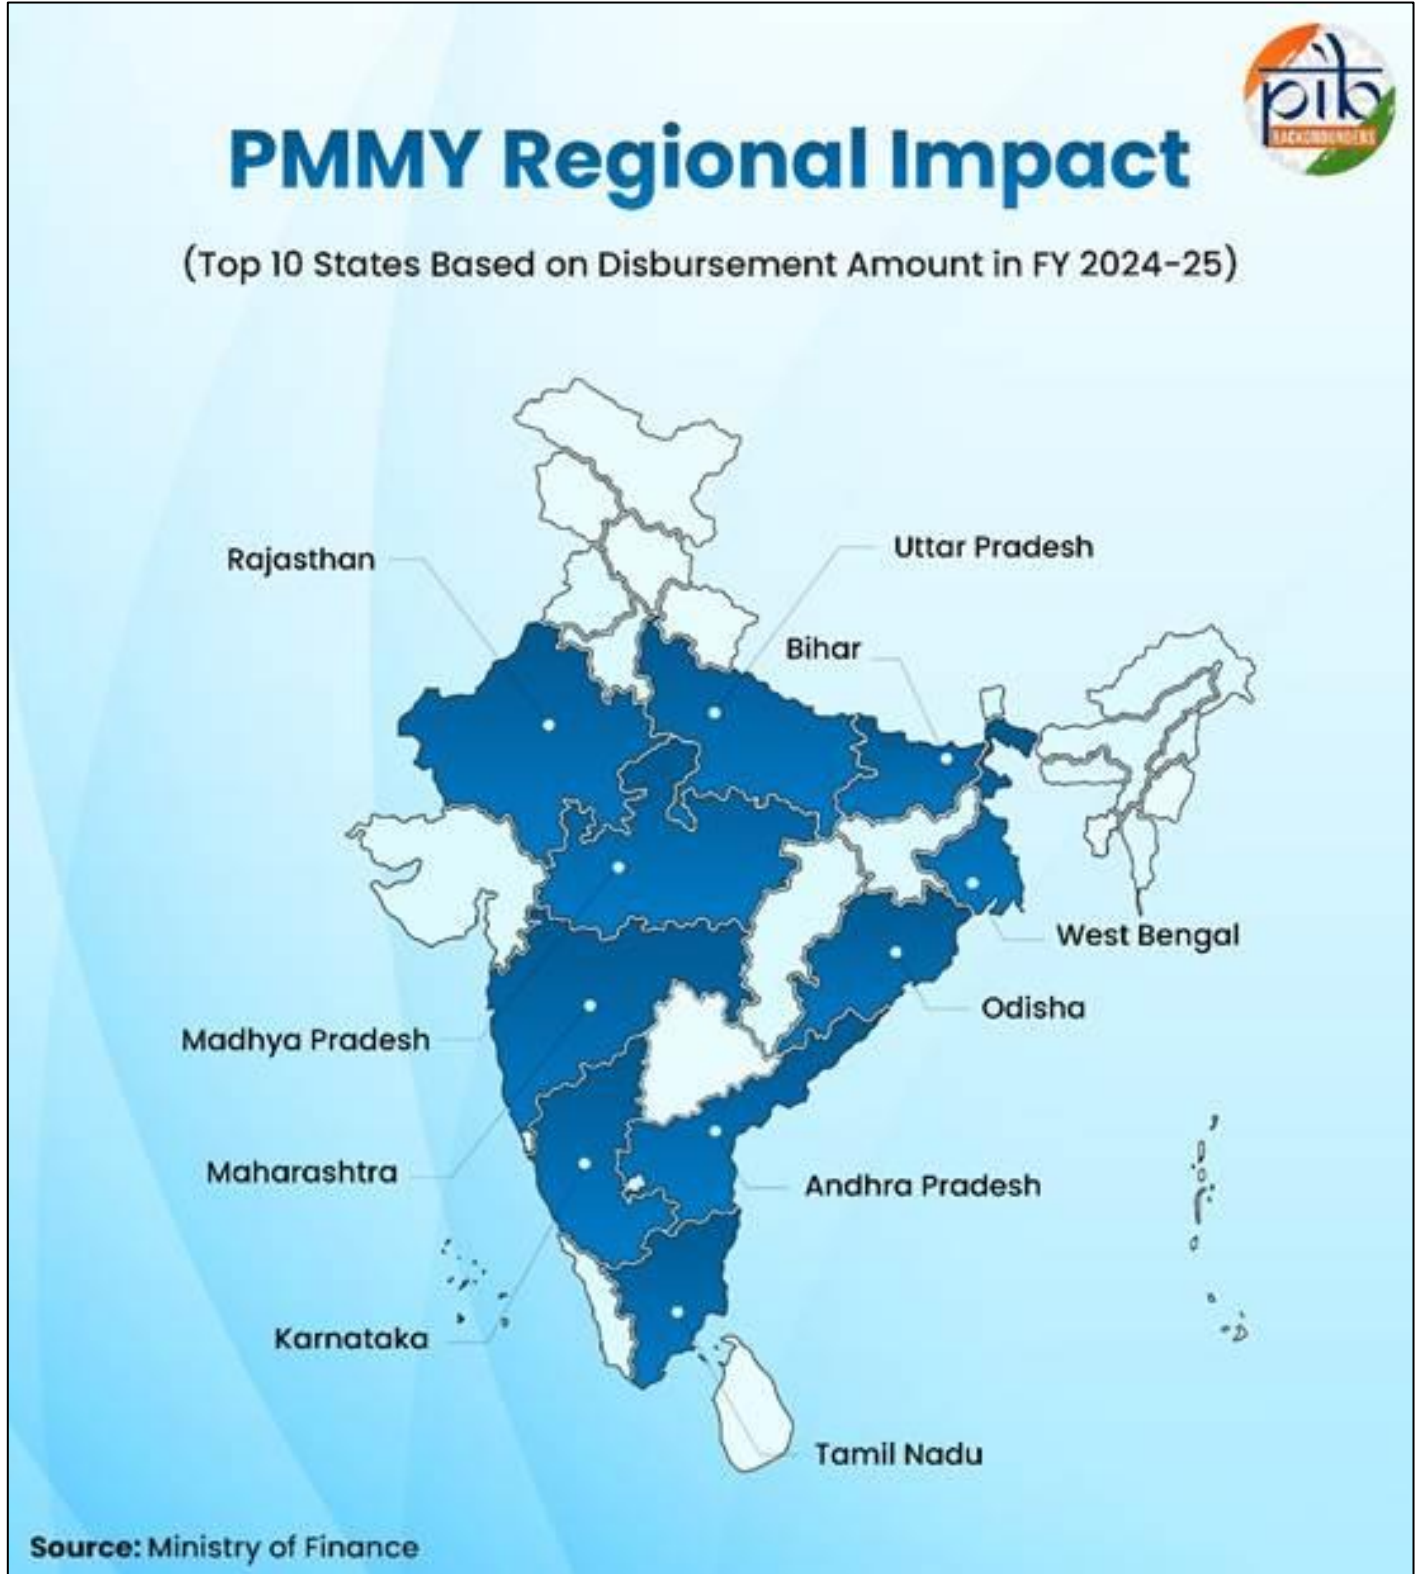 pib
BACKGROUNDERS
PMMY Regional Impact
(Top 10 States Based on Disbursement Amount in FY 2024-25)
Rajasthan
Uttar Pradesh
Bihar
West Bengal
Odisha
Madhya Pradesh
Maharashtra
Andhra Pradesh
Karnataka
Tamil Nadu
Source: Ministry of Finance